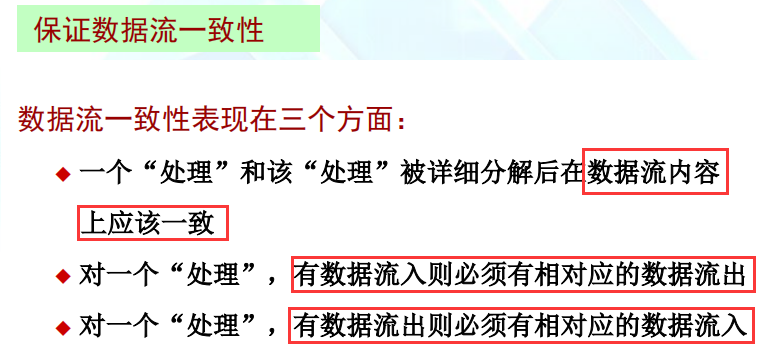 保证数据流一致性
数据流一致性表现在三个方面：
◆ 一个“处理”和该“处理”被详细分解后在数据流内容
上应该一致
◆ 对一个“处理”，有数据流入则必须有相对应的数据流出
◆ 对一个“处理”，有数据流出则必须有相对应的数据流入